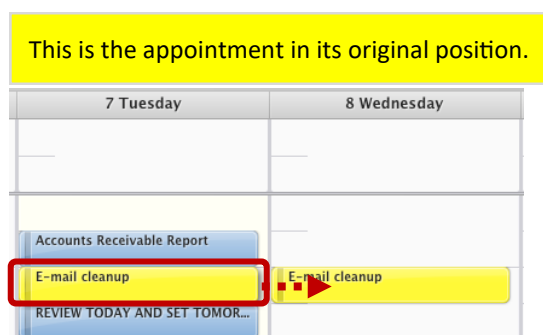 This is the appointment in its original position.
7 Tuesday
8 Wednesday
Accounts Receivable Report
E-mail cleanup
E-mail cleanup
REVIEW TODAY AND SET TOMOR...